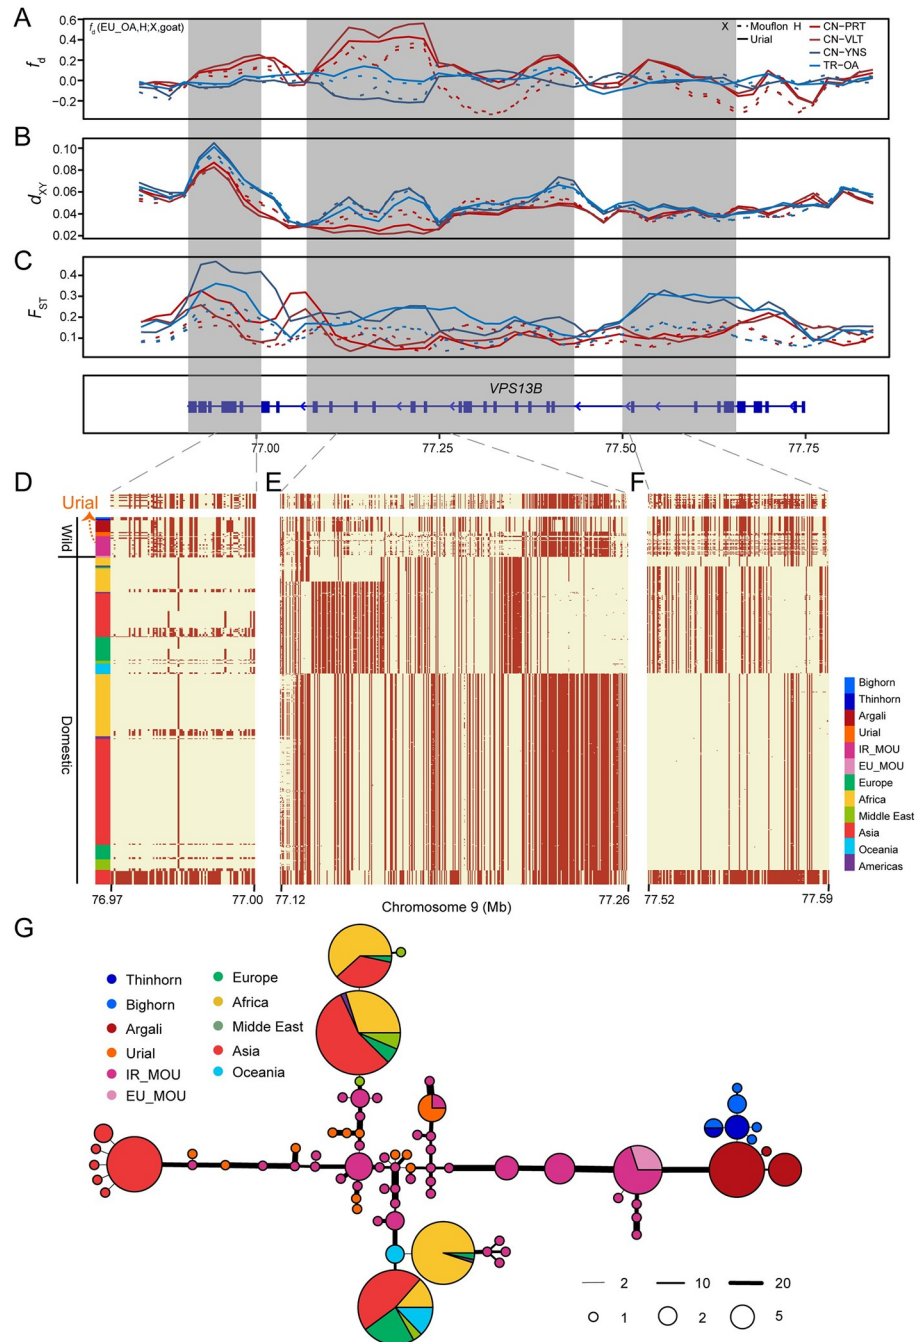 A
f_d (EU_OA,H;X,goat)
X Mouflon H CN-PRT
Urial CN-VLT
CN-YNS
TR-OA
0.6
0.4
0.2
0.0
−0.2
f_d
B
0.10
0.08
0.06
0.04
0.02
d_XY
C
0.4
0.3
0.2
0.1
F_ST
VPS13B
77.00 77.25 77.50 77.75
D E F
Urial
Wild
Domestic
Bighorn
Thinhorn
Argali
Urial
IR_MOU
EU_MOU
Europe
Africa
Middle East
Asia
Oceania
Americas
76.97 77.00 77.12 77.26 77.52 77.59
Chromosome 9 (Mb)
G
Thinhorn Europe
Bighorn Africa
Argali Midde East
Urial Asia
IR_MOU Oceania
EU_MOU
2 10 20
1 2 5